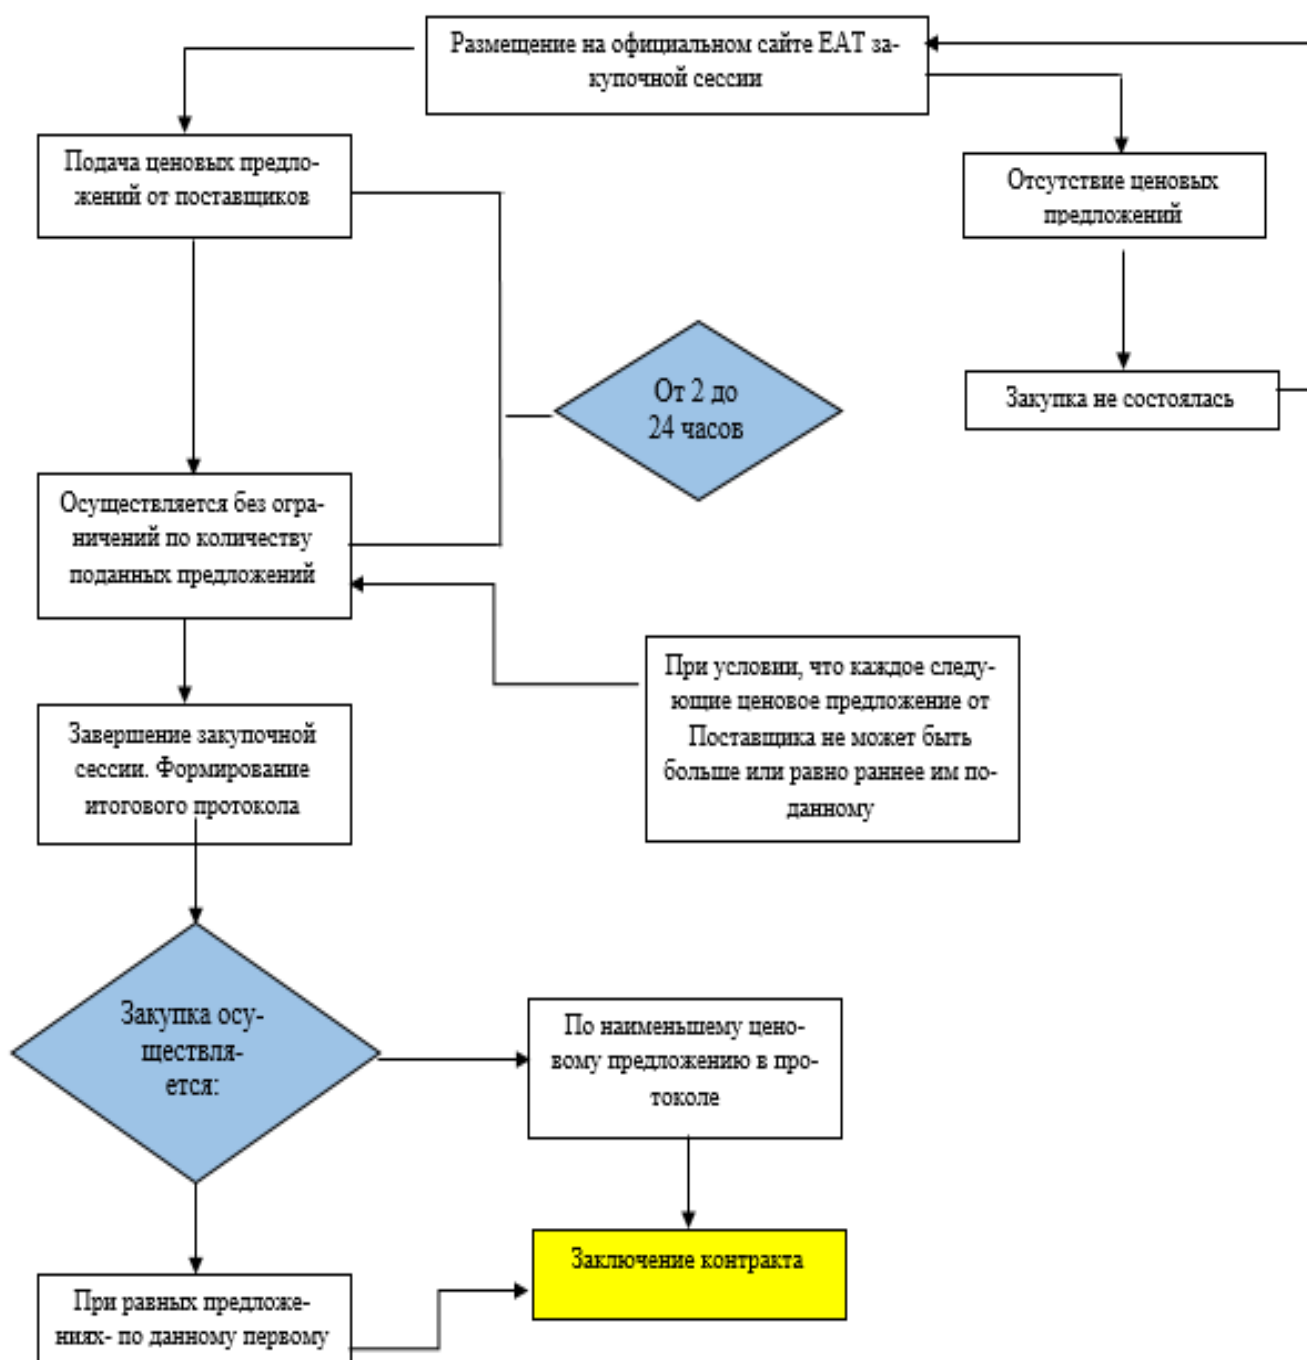 Размещение на официальном сайте ЕАТ за-
купочной сессии
Подача ценовых предло-
жений от поставщиков
Отсутствие ценовых
предложений
От 2 до
24 часов
Закупка не состоялась
Осуществляется без огра-
ничений по количеству
поданных предложений
При условии, что каждое следу-
ющие ценовое предложение от
Поставщика не может быть
больше или равно раннее им по-
данному
Завершение закупочной
сессии. Формирование
итогового протокола
Закупка осу-
ществля-
ется:
По наименьшему цено-
вому предложению в про-
токоле
Заключение контракта
При равных предложе-
ниях- по данному первому